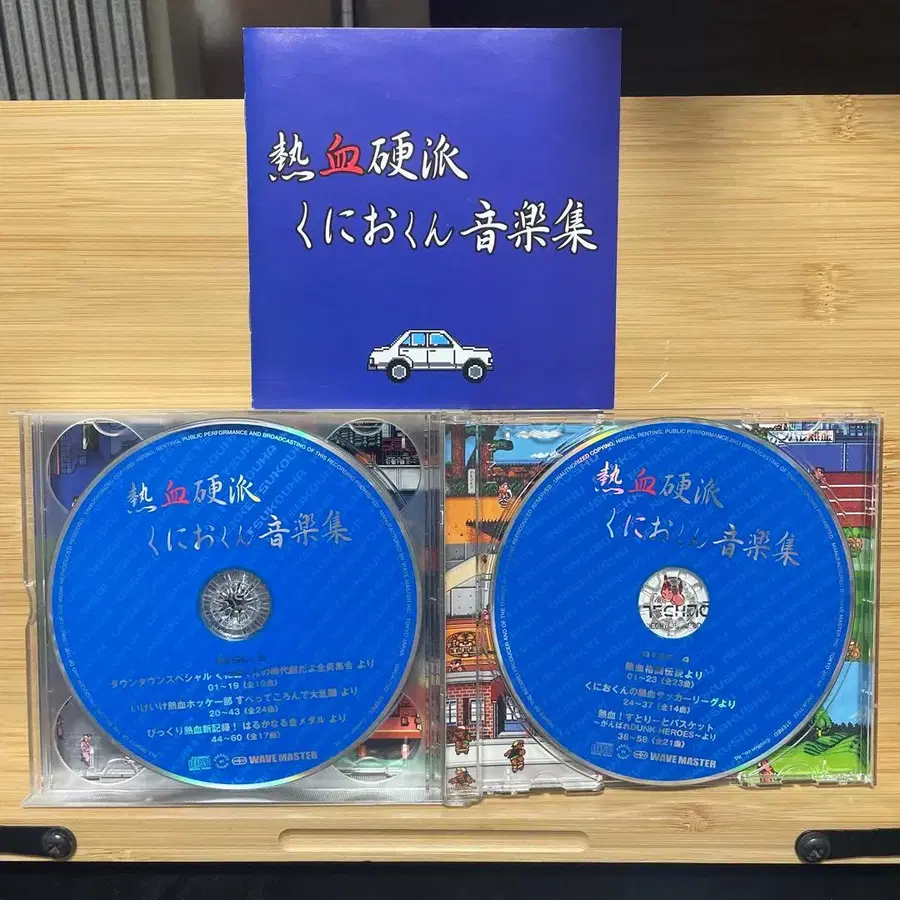 熱血硬派
くにおくん音楽集
熱血硬派
くにおくん音楽集
ダウンタウンスペシャル くにおくんの時代劇だよ全員集合 より
01~19(全19曲)
いけいけ熱血ホッケー部 すべってころんで大乱闘 より
20~43(全24曲)
びっくり熱血新記録! はるかなる金メダル より
44~60(全17曲)
WAVE MASTER
熱血硬派
くにおくん音楽集
DISC 4
熱血格闘伝説より
01~23(全23曲)
くにおくんの熱血サッカーリーグより
24~37(全14曲)
熱血!すとりーとバスケット
~がんばれDUNK HEROES~より
38~58(全21曲)
WAVE MASTER